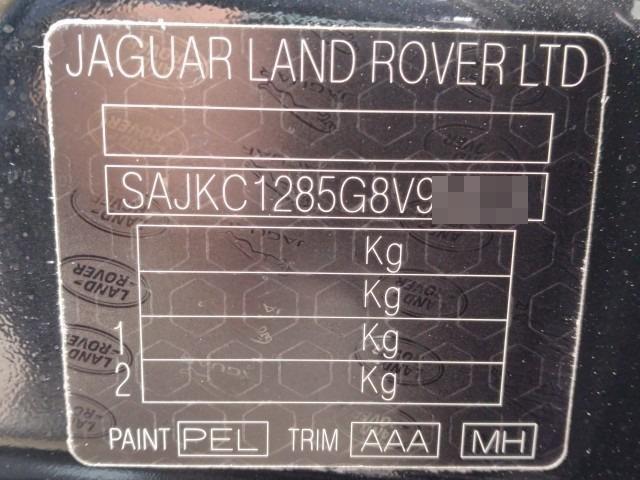 JAGUAR LAND ROVER LTD
SAJKC1285G8V9
Kg
Kg
1 Kg
2 Kg
PAINT PEL TRIM AAA MH